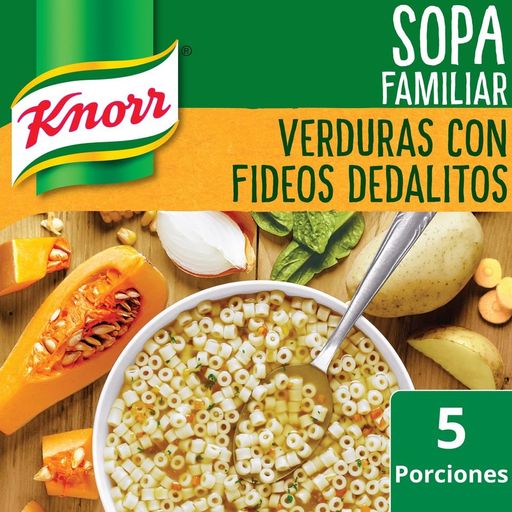 SOPA
FAMILIAR
Knorr®
VERDURAS CON
FIDEOS DEDALITOS
5
Porciones